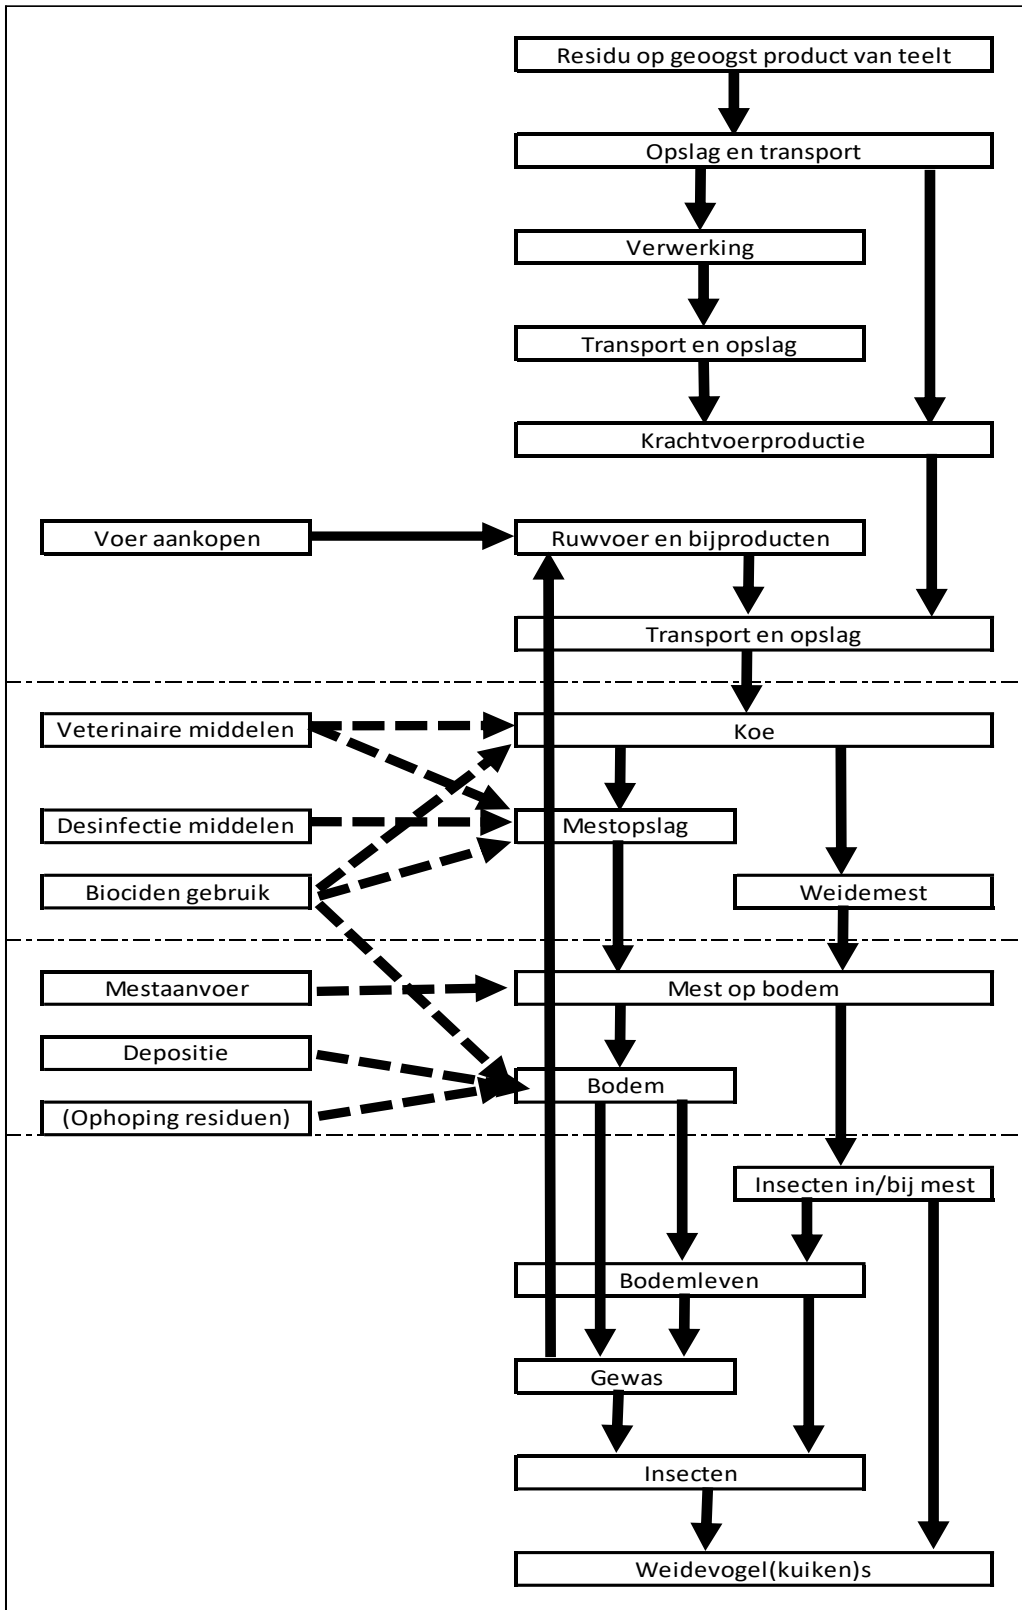 Residu op geoogst product van teelt
Opslag en transport
Verwerking
Transport en opslag
Krachtvoerproductie
Voer aankopen
Ruwvoer en bijproducten
Transport en opslag
Veterinaire middelen
Koe
Desinfectie middelen
Mestopslag
Biociden gebruik
Weidemest
Mestaanvoer
Mest op bodem
Depositie
Bodem
(Ophoping residuen)
Insecten in/bij mest
Bodemleven
Gewas
Insecten
Weidevogel(kuiken)s